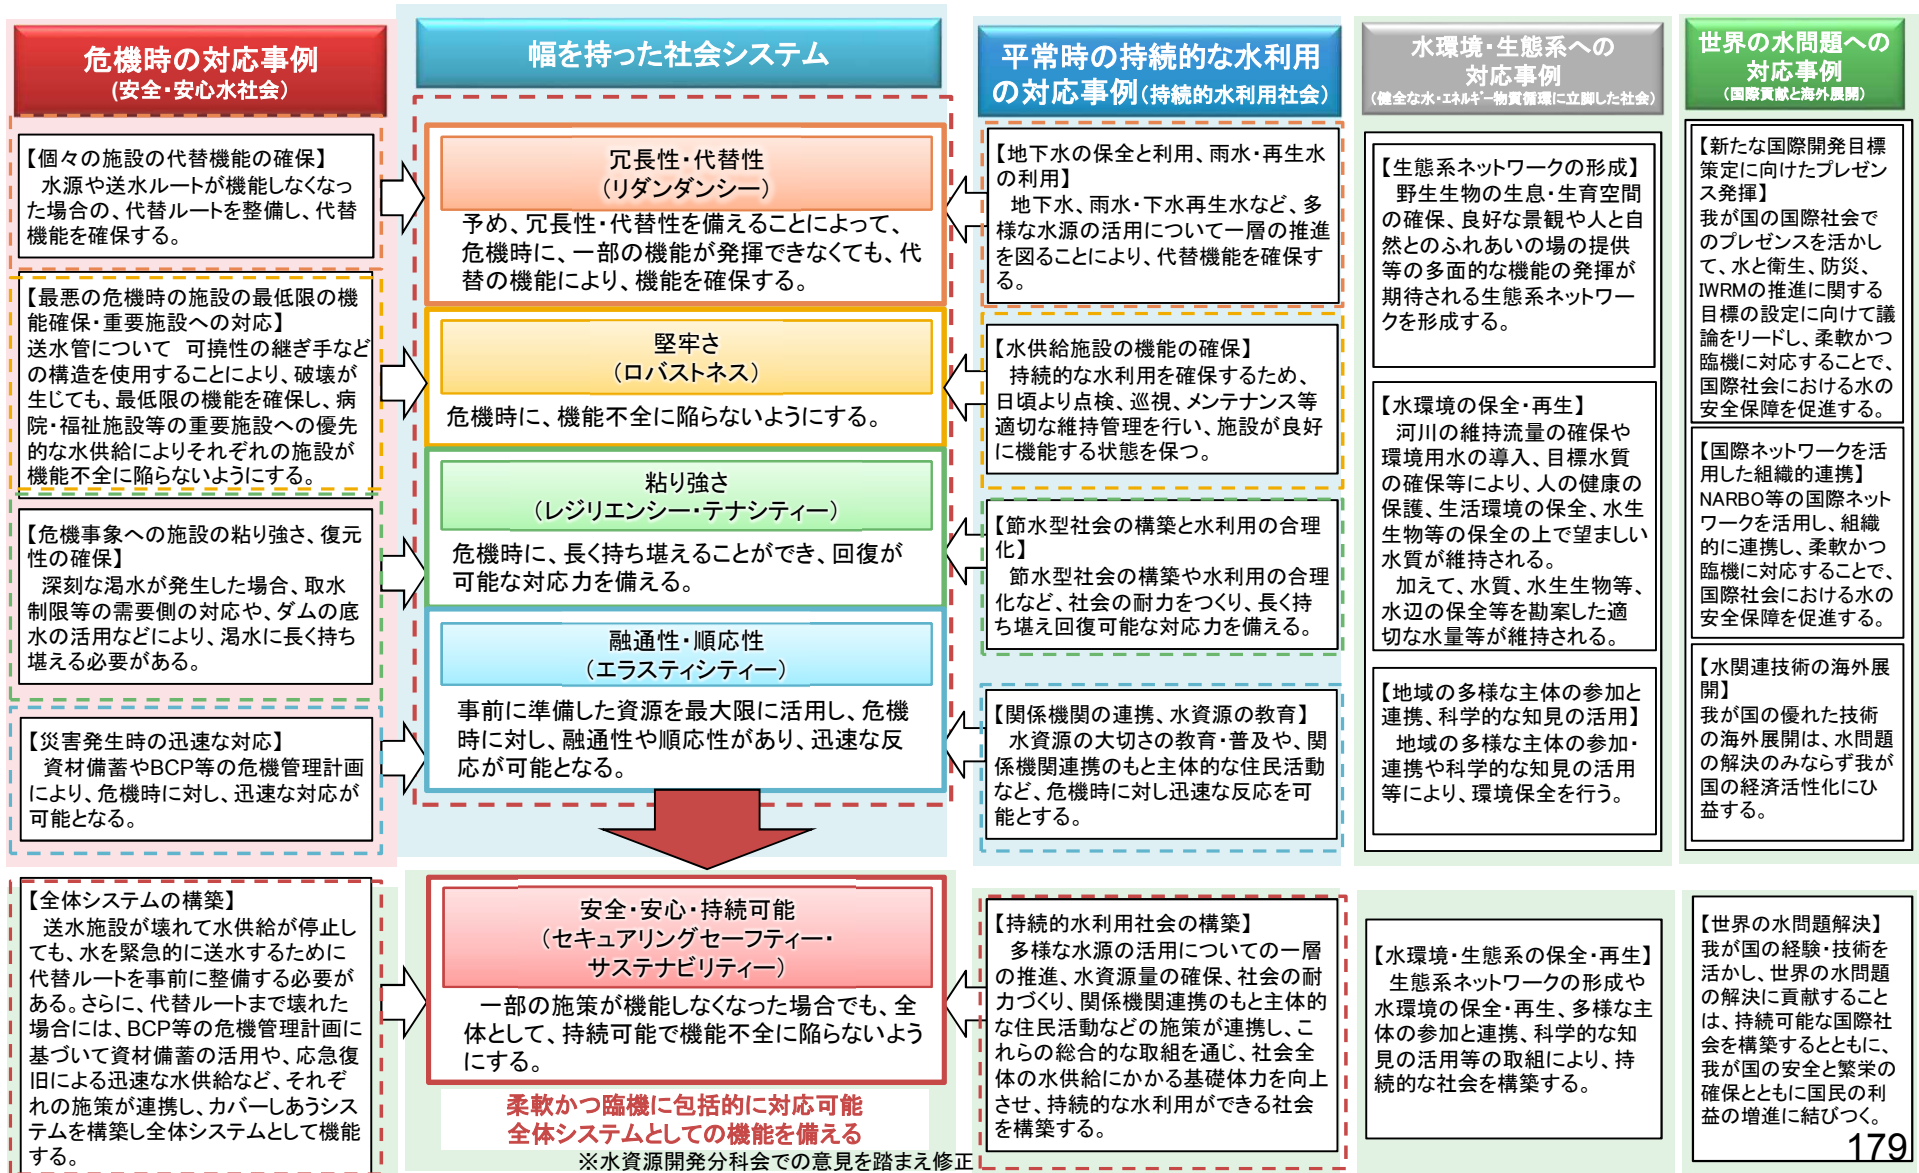 危機時の対応事例
(安全・安心水社会)
【個々の施設の代替機能の確保】
水源や送水ルートが機能しなくなっ
た場合の、代替ルートを整備し、代替
機能を確保する。
【最悪の危機時の施設の最低限の機
能確保・重要施設への対応】
送水管について 可撓性の継ぎ手など
の構造を使用することにより、破壊が
生じても、最低限の機能を確保し、病
院・福祉施設等の重要施設への優先
的な水供給によりそれぞれの施設が
機能不全に陥らないようにする。
【危機事象への施設の粘り強さ、復元
性の確保】
深刻な渇水が発生した場合、取水
制限等の需要側の対応や、ダムの底
水の活用などにより、渇水に長く持ち
堪える必要がある。
【災害発生時の迅速な対応】
資材備蓄やBCP等の危機管理計画
により、危機時に対し、迅速な対応が
可能となる。
【全体システムの構築】
送水施設が壊れて水供給が停止し
ても、水を緊急的に送水するために
代替ルートを事前に整備する必要が
ある。さらに、代替ルートまで壊れた
場合には、BCP等の危機管理計画に
基づいて資材備蓄の活用や、応急復
旧による迅速な水供給など、それぞ
れの施策が連携し、カバーしあうシス
テムを構築し全体システムとして機能
する。
幅を持った社会システム
冗長性・代替性
(リダンダンシー)
予め、冗長性・代替性を備えることによって、
危機時に、一部の機能が発揮できなくても、代
替の機能により、機能を確保する。
堅牢さ
(ロバストネス)
危機時に、機能不全に陥らないようにする。
粘り強さ
(レジリエンシー・テナシティー)
危機時に、長く持ち堪えることができ、回復が
可能な対応力を備える。
融通性・順応性
(エラスティシティー)
事前に準備した資源を最大限に活用し、危機
時に対し、融通性や順応性があり、迅速な反
応が可能となる。
安全・安心・持続可能
(セキュアリングセーフティー・
サステナビリティー)
一部の施策が機能しなくなった場合でも、全
体として、持続可能で機能不全に陥らないよう
にする。
柔軟かつ臨機に包括的に対応可能
全体システムとしての機能を備える
※水資源開発分科会での意見を踏まえ修正
平常時の持続的な水利用
の対応事例(持続的水利用社会)
【地下水の保全と利用、雨水・再生水
の利用】
地下水、雨水・下水再生水など、多
様な水源の活用について一層の推進
を図ることにより、代替機能を確保す
る。
【水供給施設の機能の確保】
持続的な水利用を確保するため、
日頃より点検、巡視、メンテナンス等
適切な維持管理を行い、施設が良好
に機能する状態を保つ。
【節水型社会の構築と水利用の合理
化】
節水型社会の構築や水利用の合理
化など、社会の耐力をつくり、長く持
ち堪え回復可能な対応力を備える。
【関係機関の連携、水資源の教育】
水資源の大切さの教育・普及や、関
係機関連携のもと主体的な住民活動
など、危機時に対し迅速な反応を可
能とする。
【持続的水利用社会の構築】
多様な水源の活用についての一層
の推進、水資源量の確保、社会の耐
力づくり、関係機関連携のもと主体的
な住民活動などの施策が連携し、こ
れらの総合的な取組を通じ、社会全
体の水供給にかかる基礎体力を向上
させ、持続的な水利用ができる社会
を構築する。
水環境・生態系への
対応事例
(健全な水・エネルギー物質循環に立脚した社会)
【生態系ネットワークの形成】
野生生物の生息・生育空間
の確保、良好な景観や人と自
然とのふれあいの場の提供
等の多面的な機能の発揮が
期待される生態系ネットワー
クを形成する。
【水環境の保全・再生】
河川の維持流量の確保や
環境用水の導入、目標水質
の確保等により、人の健康の
保護、生活環境の保全、水生
生物等の保全の上で望ましい
水質が維持される。
加えて、水質、水生生物等、
水辺の保全等を勘案した適
切な水量等が維持される。
【地域の多様な主体の参加と
連携、科学的な知見の活用】
地域の多様な主体の参加・
連携や科学的な知見の活用
等により、環境保全を行う。
【水環境・生態系の保全・再生】
生態系ネットワークの形成や
水環境の保全・再生、多様な主
体の参加と連携、科学的な知
見の活用等の取組により、持
続的な社会を構築する。
世界の水問題への
対応事例
(国際貢献と海外展開)
【新たな国際開発目標
策定に向けたプレゼン
ス発揮】
我が国の国際社会で
のプレゼンスを活かし
て、水と衛生、防災、
IWRMの推進に関する
目標の設定に向けて議
論をリードし、柔軟かつ
臨機に対応することで、
国際社会における水の
安全保障を促進する。
【国際ネットワークを活
用した組織的連携】
NARBO等の国際ネット
ワークを活用し、組織
的に連携し、柔軟かつ
臨機に対応することで、
国際社会における水の
安全保障を促進する。
【水関連技術の海外展
開】
我が国の優れた技術
の海外展開は、水問題
の解決のみならず我が
国の経済活性化にひ
益する。
【世界の水問題解決】
我が国の経験・技術を
活かし、世界の水問題
の解決に貢献すること
は、持続可能な国際社
会を構築するとともに、
我が国の安全と繁栄の
確保とともに国民の利
益の増進に結びつく。
179